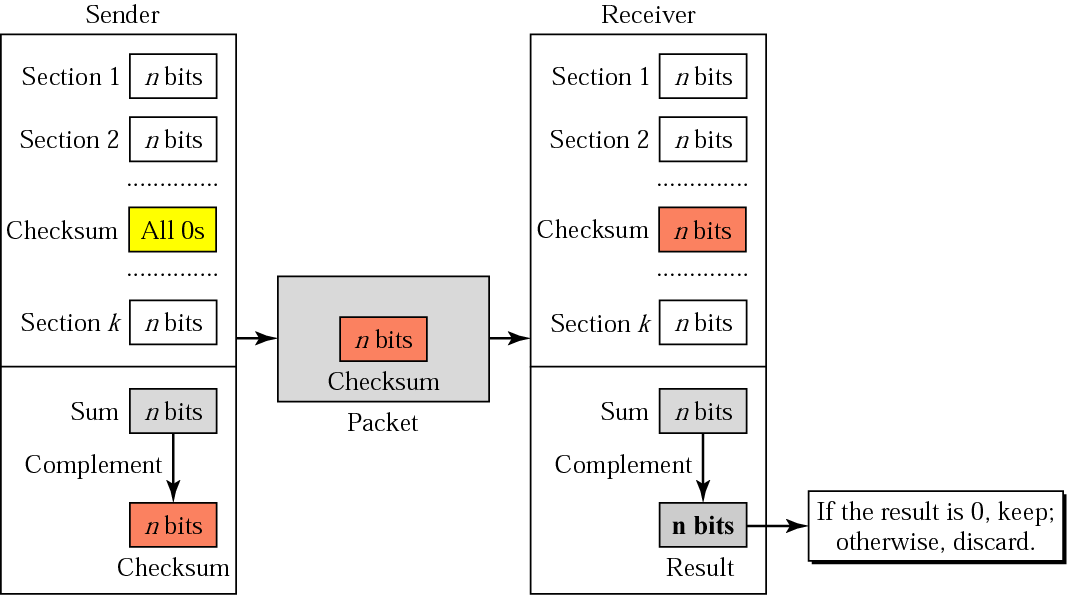 Sender
Section 1 n bits
Section 2 n bits
..............
Checksum All 0s
..............
Section k n bits
Sum n bits
Complement
n bits
Checksum
n bits
Checksum
Packet
Receiver
Section 1 n bits
Section 2 n bits
..............
Checksum n bits
..............
Section k n bits
Sum n bits
Complement
n bits
Result
If the result is 0, keep;
otherwise, discard.